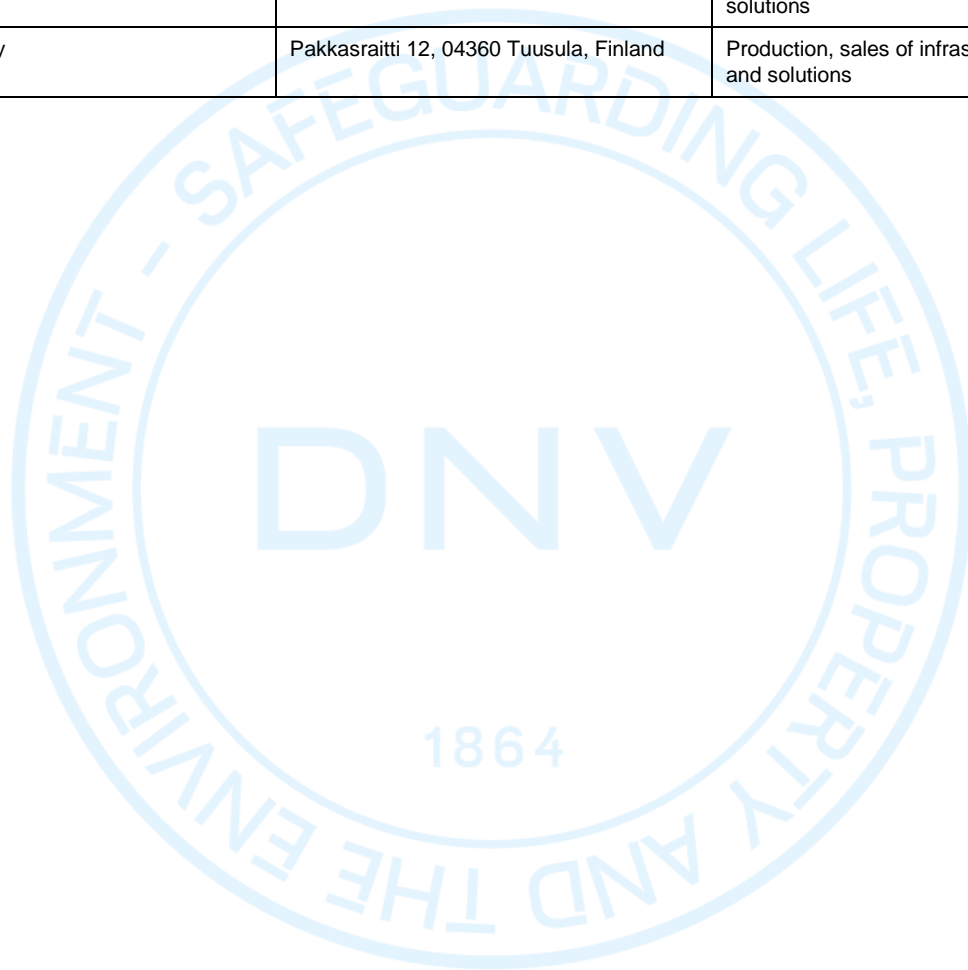 solutions
y
Pakkasraitti 12, 04360 Tuusula, Finland
Production, sales of infras
and solutions
SAFEGUARDING LIFE, PROPERTY AND THE ENVIRONMENT -
DNV
1864